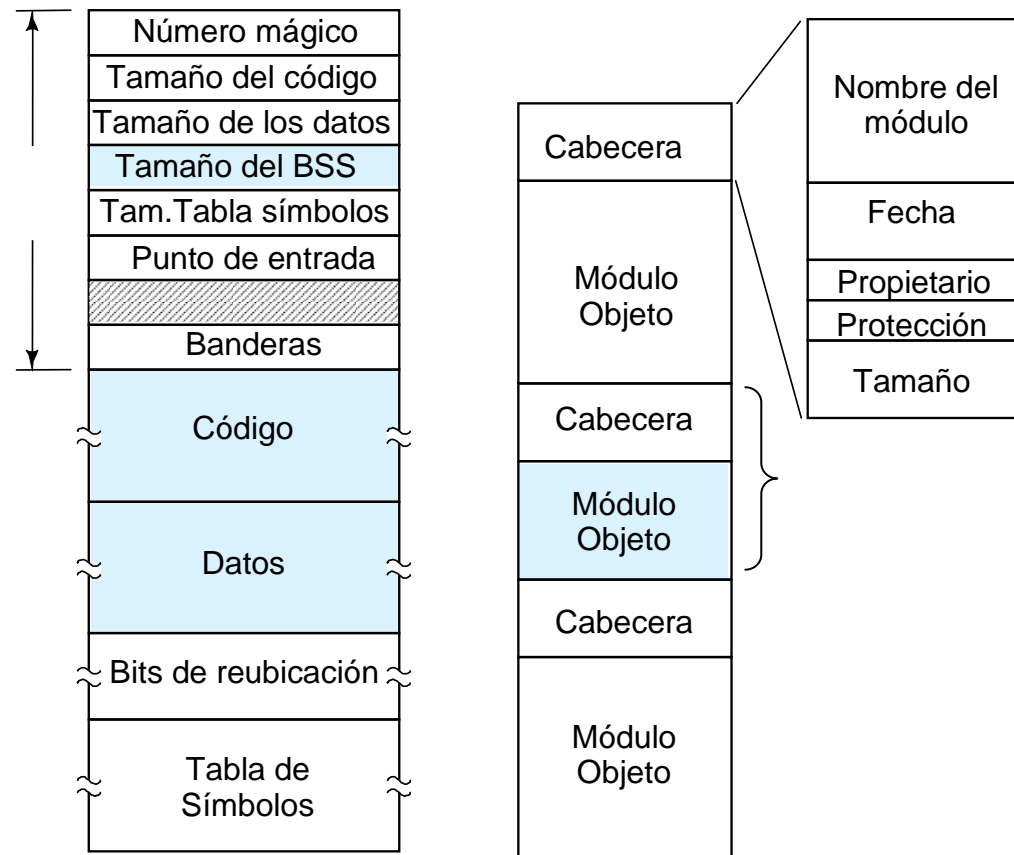 Número mágico
Tamaño del código
Tamaño de los datos
Tamaño del BSS
Tam.Tabla símbolos
Punto de entrada
Banderas
Código
Datos
Bits de reubicación
Tabla de
Símbolos
Cabecera
Módulo
Objeto
Cabecera
Módulo
Objeto
Cabecera
Módulo
Objeto
Nombre del
módulo
Fecha
Propietario
Protección
Tamaño